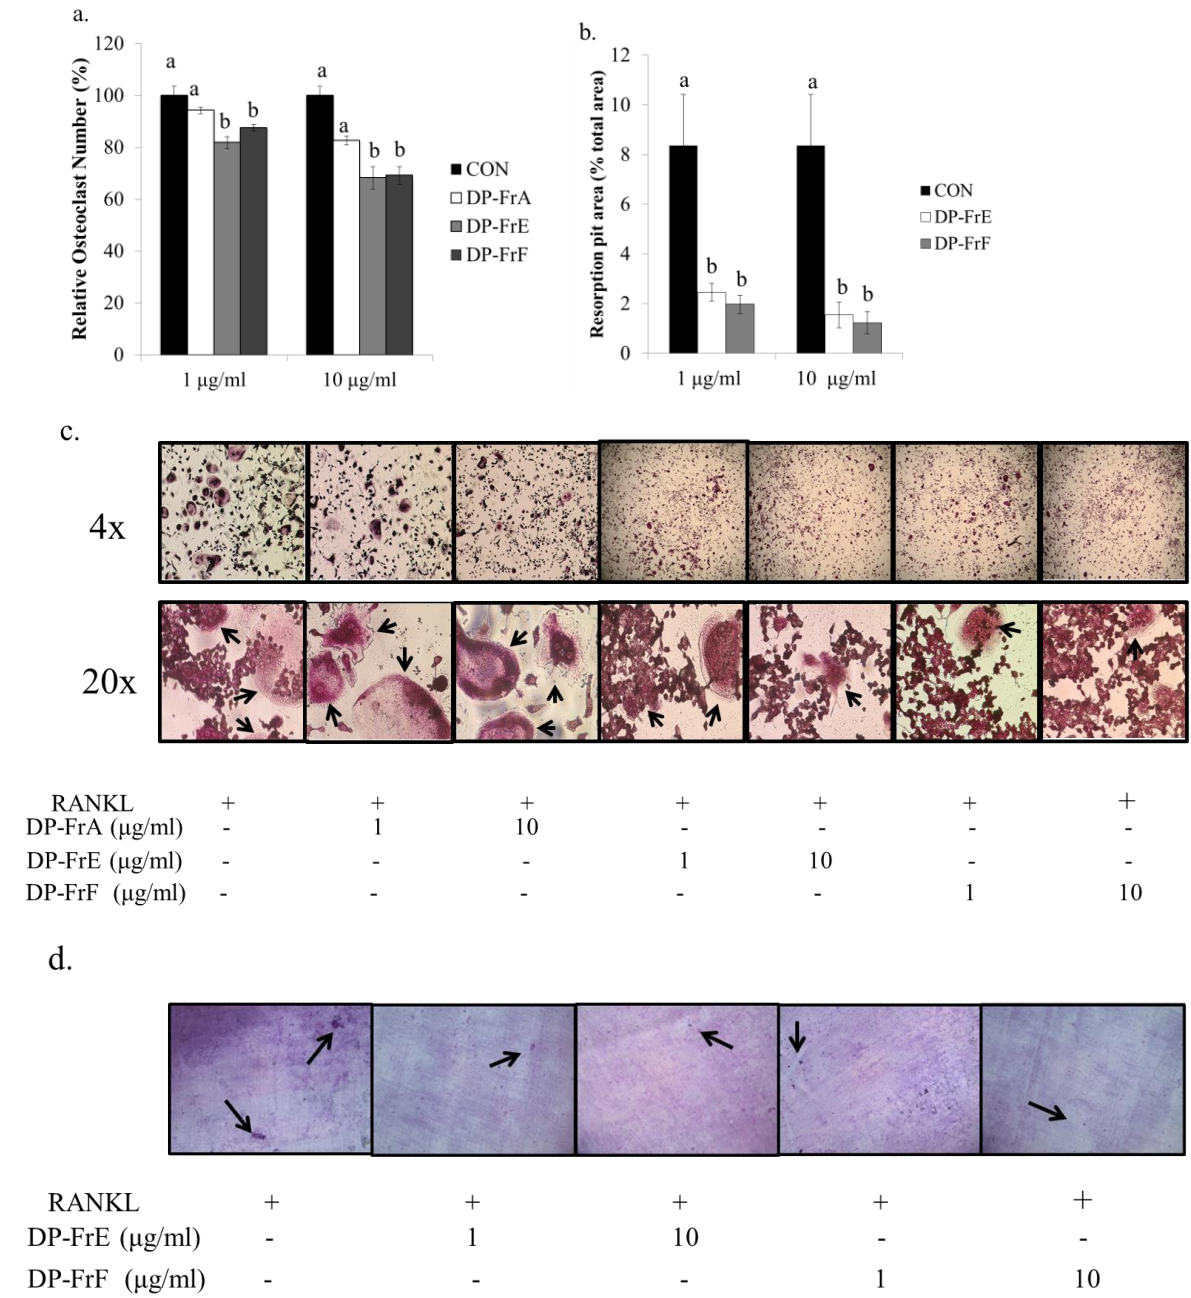 a.
Relative Osteoclast Number (%)
120
100
80
60
40
20
0
a
a
b
b
a
a
b
b
1 μg/ml
10 μg/ml
CON
DP-FrA
DP-FrE
DP-FrF
b.
Resorption pit area (% total area)
12
10
8
6
4
2
0
a
b
b
a
b
b
1 μg/ml
10 μg/ml
CON
DP-FrE
DP-FrF
c.
4x
20x
RANKL + + + + + + +
DP-FrA (μg/ml) - 1 10 - - - -
DP-FrE (μg/ml) - - - 1 10 - -
DP-FrF (μg/ml) - - - - - 1 10
d.
RANKL + + + + +
DP-FrE (μg/ml) - 1 10 - -
DP-FrF (μg/ml) - - - 1 10